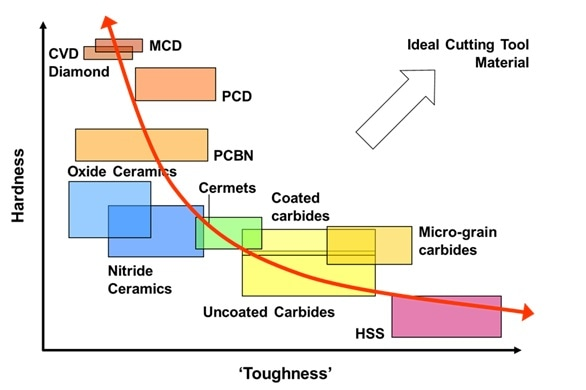 MCD
CVD
Diamond
Ideal Cutting Tool
Material
PCD
PCBN
Oxide Ceramics
Cermets
Coated
carbides
Micro-grain
carbides
Nitride
Ceramics
Uncoated Carbides
HSS
Hardness
'Toughness'